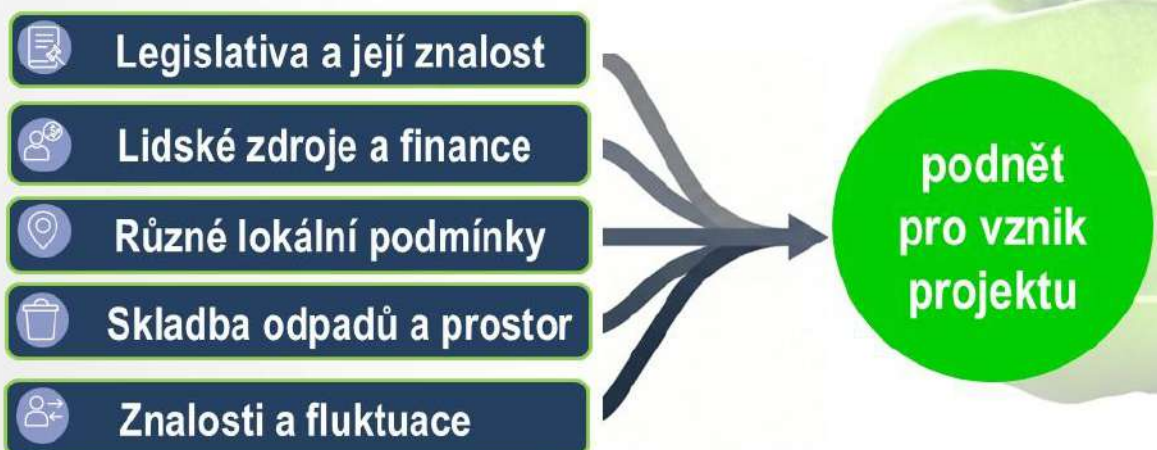 Legislativa a její znalost
Lidské zdroje a finance
Různé lokální podmínky
Skladba odpadů a prostor
Znalosti a fluktuace
podnět
pro vznik
projektu